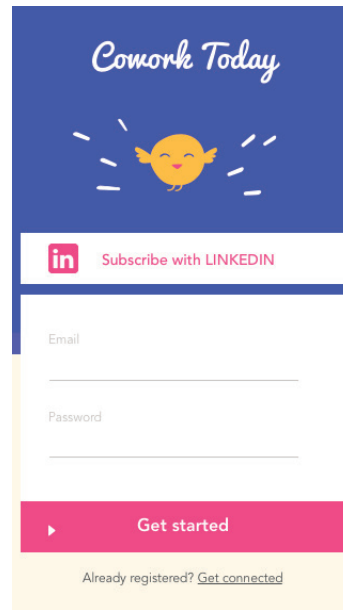 Cowork Today
in
Subscribe with LINKEDIN
Email
Password
Get started
Already registered? Get connected